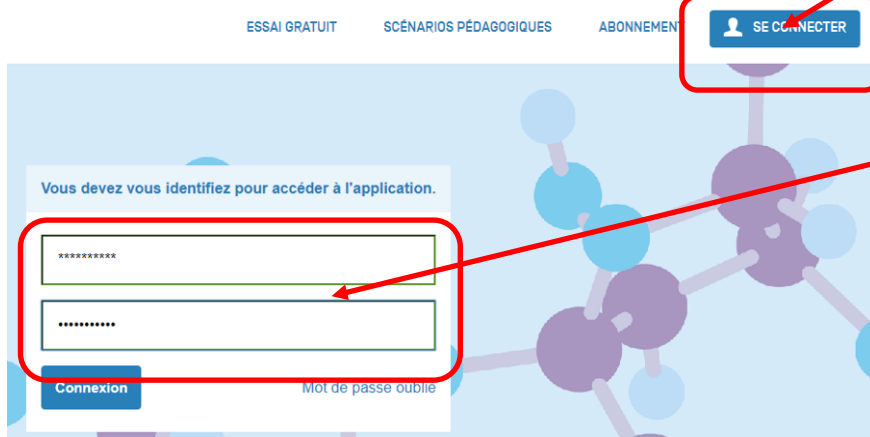 ESSAI GRATUIT SCÉNARIOS PÉDAGOGIQUES ABONNEMENT SE CONNECTER
Vous devez vous identifiez pour accéder à l'application.
**********
•••••••••••
Connexion Mot de passe oublié